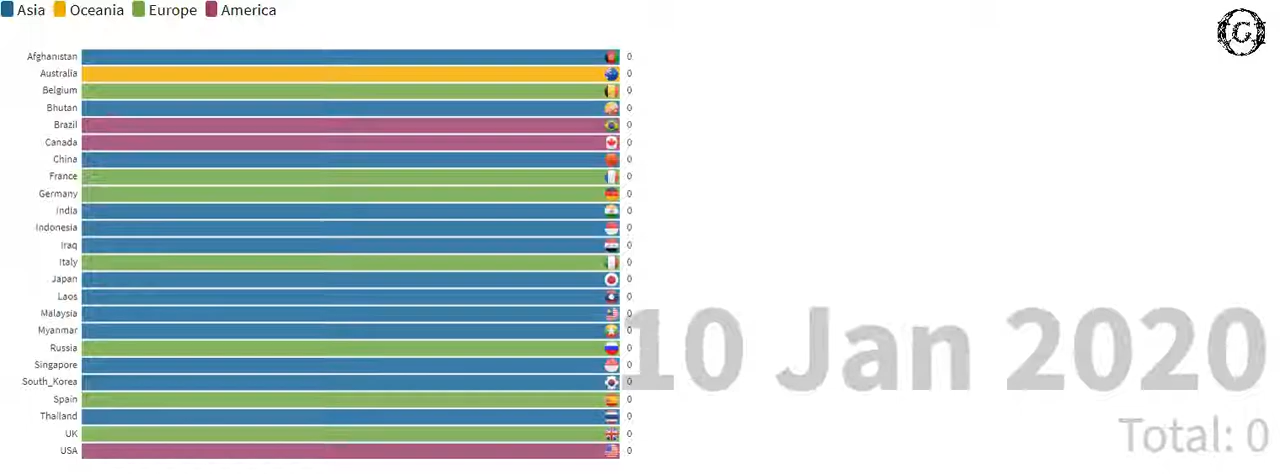 Asia Oceania Europe America
Afghanistan 0
Australia 0
Belgium 0
Bhutan 0
Brazil 0
Canada 0
China 0
France 0
Germany 0
India 0
Indonesia 0
Iraq 0
Italy 0
Japan 0
Laos 0
Malaysia 0
Myanmar 0
Russia 0
Singapore 0
South_Korea 0
Spain 0
Thailand 0
UK 0
USA 0
10 Jan 2020
Total: 0